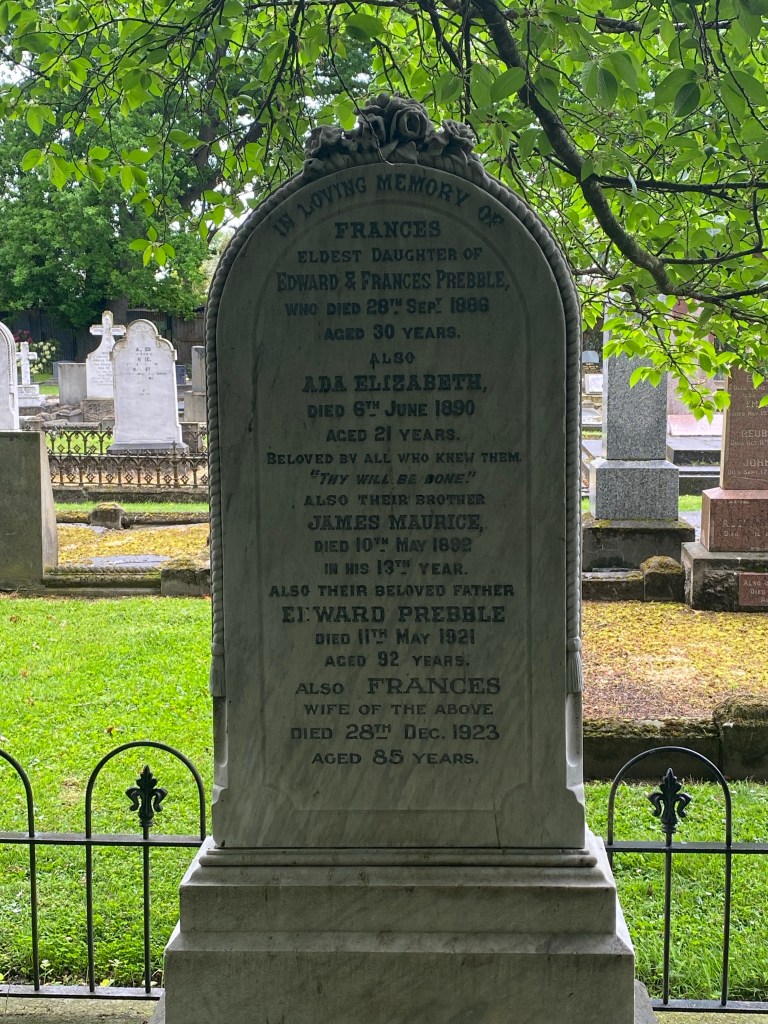 IN LOVING MEMORY OF
FRANCES
ELDEST DAUGHTER OF
EDWARD & FRANCES PREBBLE,
WHO DIED 28TH SEPT 1886
AGED 30 YEARS.
ALSO
ADA ELIZABETH,
DIED 6TH JUNE 1890
AGED 21 YEARS.
BELOVED BY ALL WHO KNEW THEM.
"THY WILL BE DONE."
ALSO THEIR BROTHER
JAMES MAURICE,
DIED 10TH MAY 1892
IN HIS 13TH YEAR.
ALSO THEIR BELOVED FATHER
EDWARD PREBBLE
DIED 11TH MAY 1921
AGED 92 YEARS.
ALSO FRANCES
WIFE OF THE ABOVE
DIED 28TH DEC. 1923
AGED 85 YEARS.
REUB
JOHN